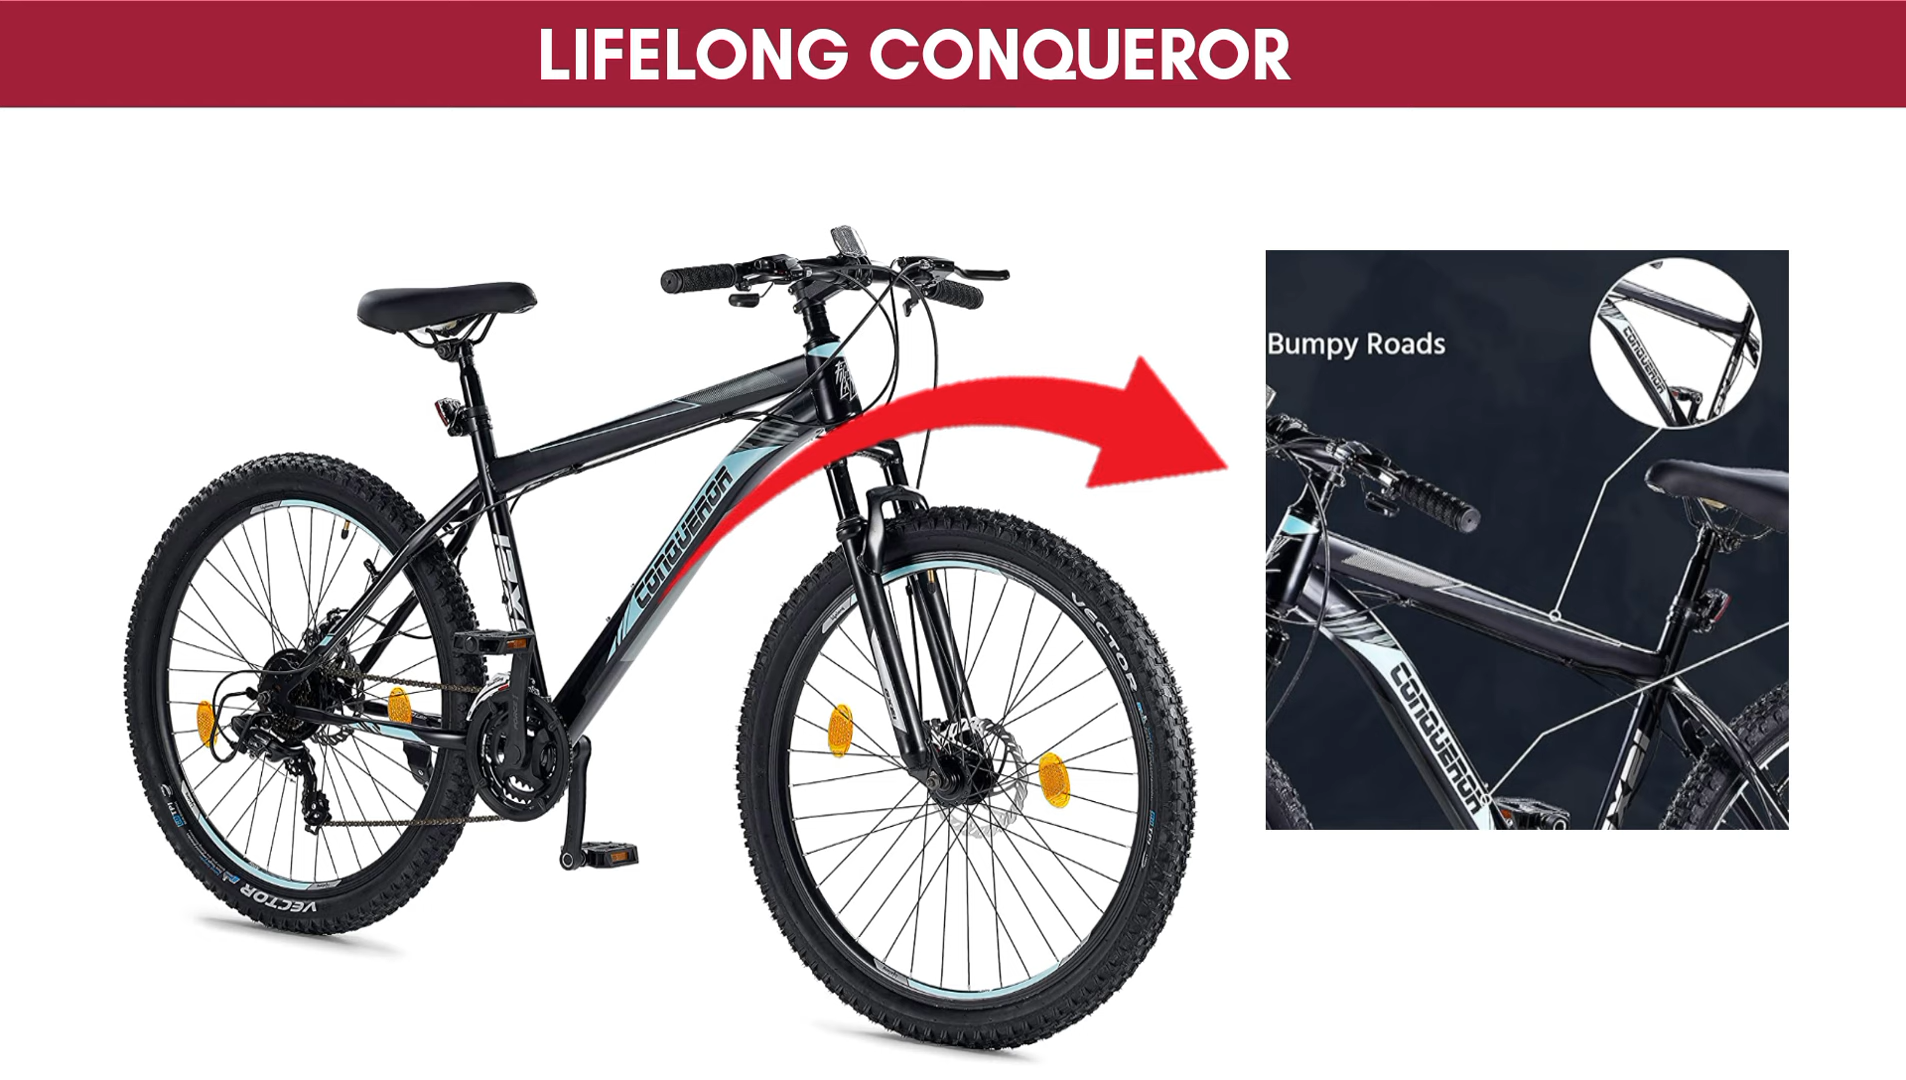 LIFELONG CONQUEROR
Bumpy Roads
CONQUEROR
CONQUEROR
CONQUEROR
VECTOR
VECTOR